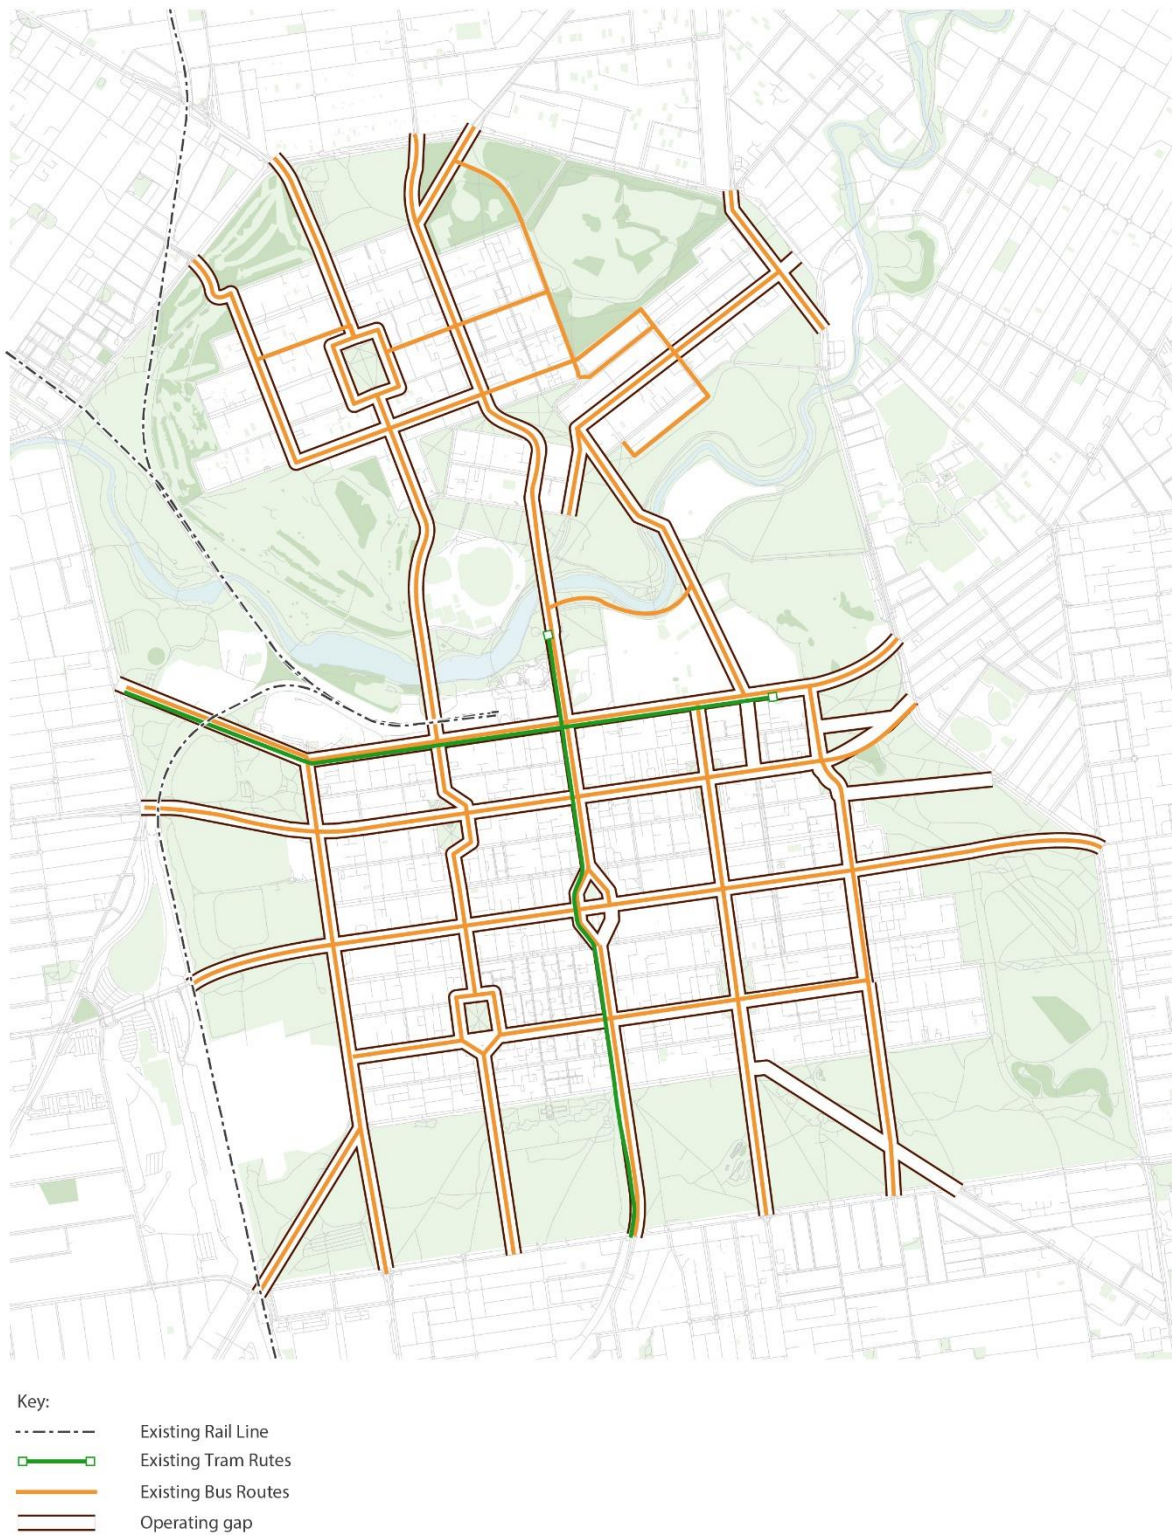 Key:
Existing Rail Line
Existing Tram Rutes
Existing Bus Routes
Operating gap